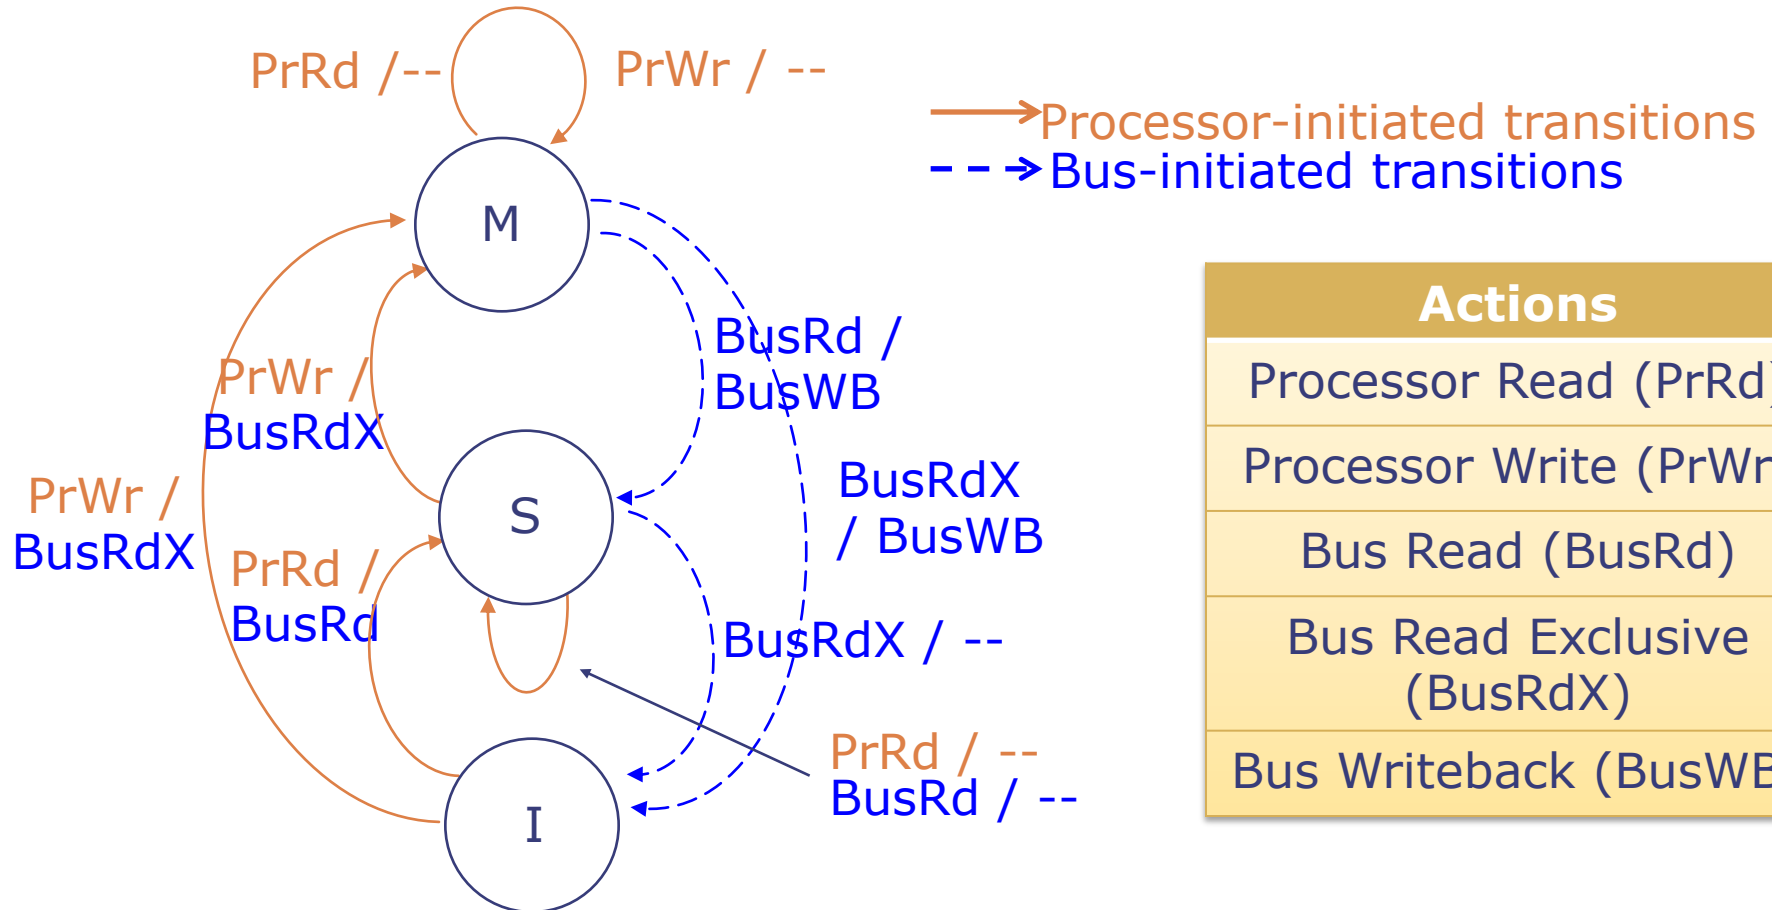 PrRd /--
PrWr / --
Processor-initiated transitions
Bus-initiated transitions
M
Actions
BusRd /
BusWB
PrWr /
BusRdX
Processor Read (PrRd)
BusRdX
/ BusWB
Processor Write (PrWr
PrWr /
BusRdX
S
PrRd /
BusRd
Bus Read (BusRd)
BusRdX / --
Bus Read Exclusive
(BusRdX)
PrRd / --
BusRd / --
Bus Writeback (BusWB
I